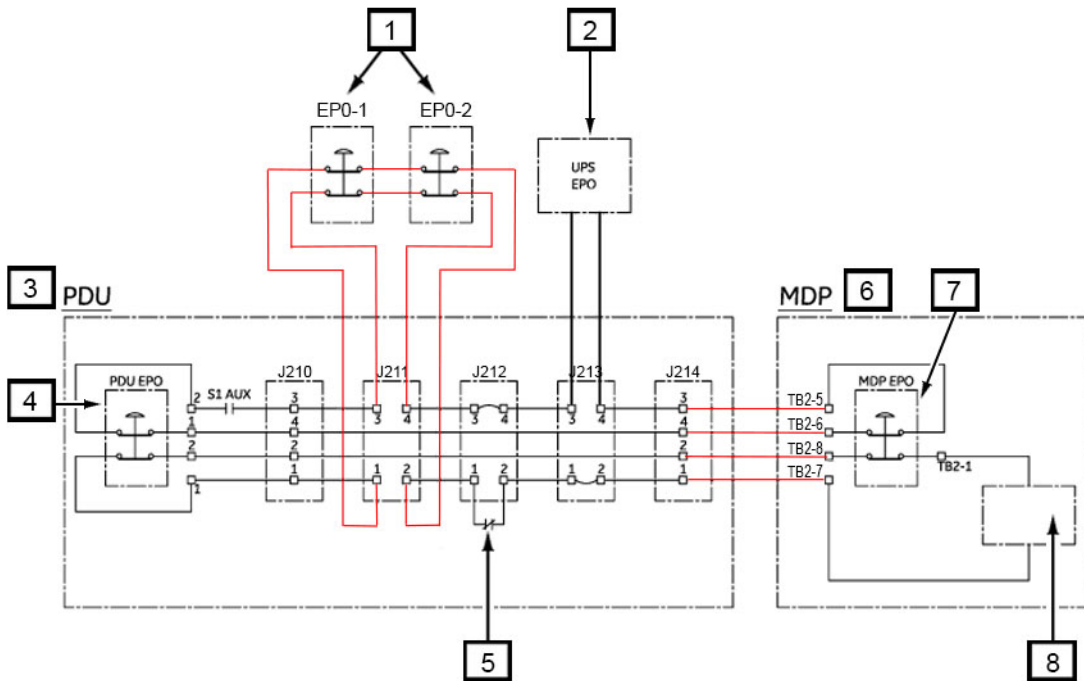 1
2
EP0-1
EP0-2
UPS
EPO
3
PDU
MDP
6
7
J210
J211
J212
J213
J214
4
PDU EPO
2
S1 AUX
3
3
4
3
4
3
4
3
TB2-5
MDP EPO
1
4
4
TB2-6
2
2
2
TB2-8
TB2-1
1
1
1
2
1
2
1
2
1
TB2-7
5
8